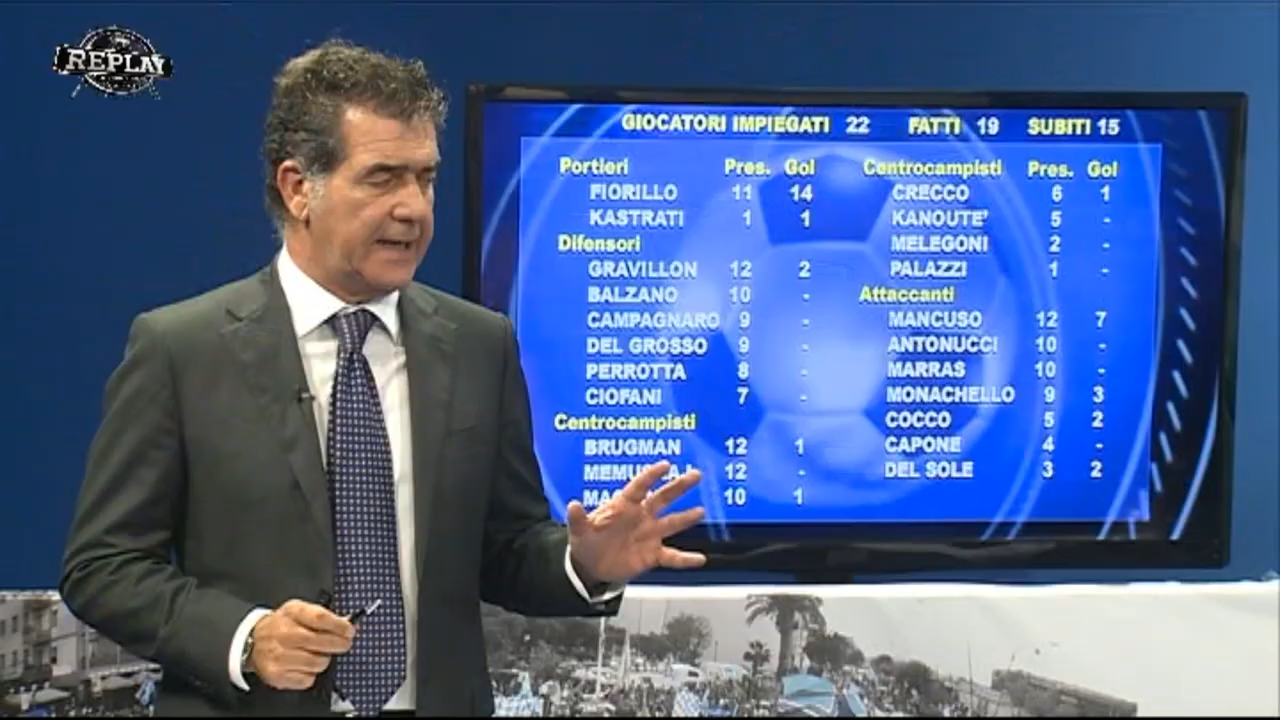 REPLAY
GIOCATORI IMPIEGATI 22 FATTI 19 SUBITI 15
Portieri Pres. Gol
FIORILLO 11 14
KASTRATI 1 1
Difensori
GRAVILLON 12 2
BALZANO 10 -
CAMPAGNARO 9 -
DEL GROSSO 9 -
PERROTTA 8 -
CIOFANI 7 -
Centrocampisti
BRUGMAN 12 1
12 -
10 1
Centrocampisti Pres. Gol
CRECCO 6 1
KANOUTE' 5 -
MELEGONI 2 -
PALAZZI 1 -
Attaccanti
MANCUSO 12 7
ANTONUCCI 10 -
MARRAS 10 -
MONACHELLO 9 3
COCCO 5 2
CAPONE 4 -
DEL SOLE 3 2